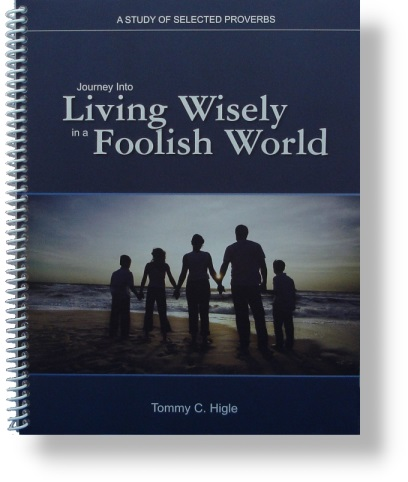 A STUDY OF SELECTED PROVERBS
Journey Into
Living Wisely
in a Foolish World
Tommy C. Higle